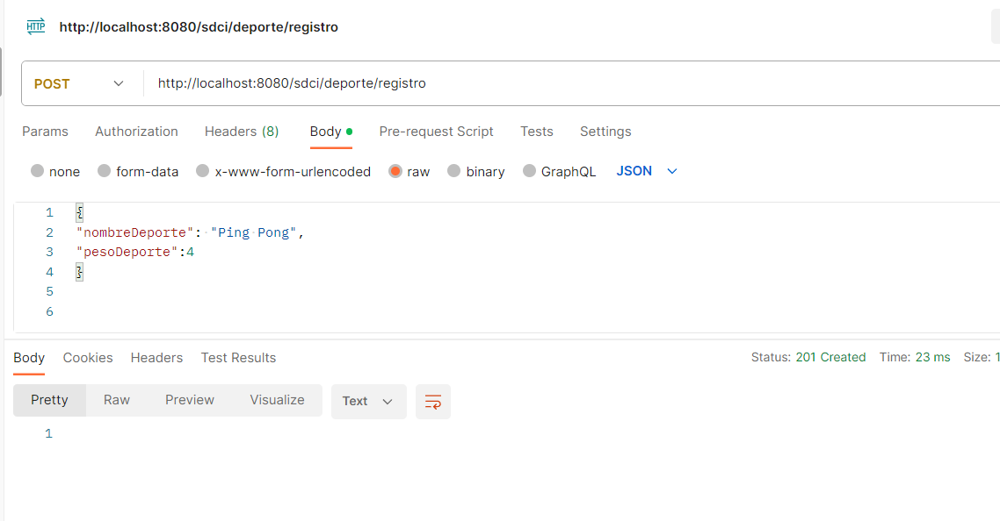 HTTP http://localhost:8080/sdci/deporte/registro
POST http://localhost:8080/sdci/deporte/registro
Params Authorization Headers (8) Body Pre-request Script Tests Settings
none form-data x-www-form-urlencoded raw binary GraphQL JSON
1 {
2 "nombreDeporte": "Ping Pong",
3 "pesoDeporte":4
4 }
5
6
Body Cookies Headers Test Results Status: 201 Created Time: 23 ms Size: 1
Pretty Raw Preview Visualize Text
1